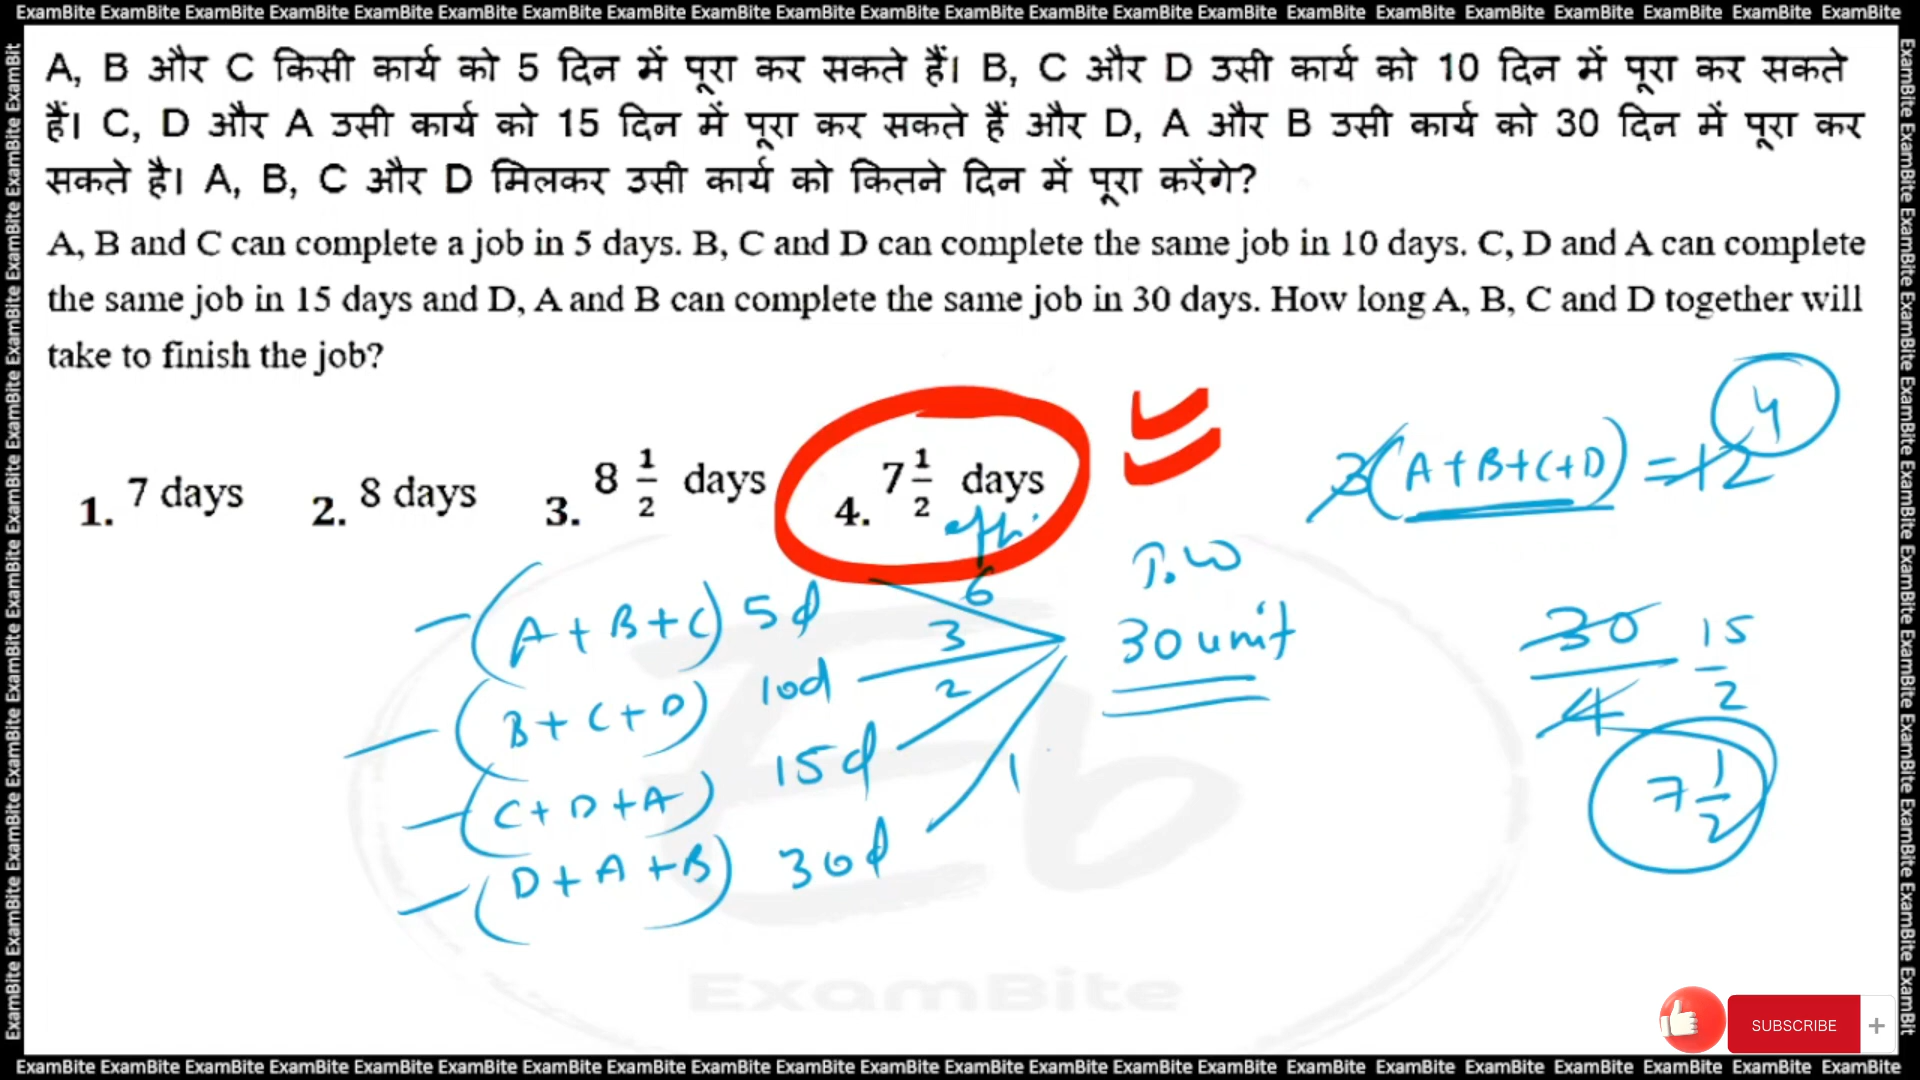 ExamBite ExamBite ExamBite ExamBite ExamBite ExamBite ExamBite ExamBite ExamBite ExamBite ExamBite ExamBite ExamBite ExamBite ExamBite ExamBite ExamBite ExamBite ExamBite ExamBite ExamBite ExamBite
A, B और C किसी कार्य को 5 दिन में पूरा कर सकते हैं। B, C और D उसी कार्य को 10 दिन में पूरा कर सकते
हैं। C, D और A उसी कार्य को 15 दिन में पूरा कर सकते हैं और D, A और B उसी कार्य को 30 दिन में पूरा कर
सकते है। A, B, C और D मिलकर उसी कार्य को कितने दिन में पूरा करेंगे?
A, B and C can complete a job in 5 days. B, C and D can complete the same job in 10 days. C, D and A can complete
the same job in 15 days and D, A and B can complete the same job in 30 days. How long A, B, C and D together will
take to finish the job?
1. 7 days 2. 8 days 3. 8 1/2 days 4. 7 1/2 days
4
3(A+B+C+D) = 12
effi.
T.W
30 unit
(A+B+C) 5d 6
(B+C+D) 10d 3
(C+D+A) 15d 2
(D+A+B) 30d 1
30/4 15/2
7 1/2
Eb
ExamBite
SUBSCRIBE +
ExamBite ExamBite ExamBite ExamBite ExamBite ExamBite ExamBite ExamBite ExamBite ExamBite ExamBite ExamBite ExamBite ExamBite ExamBite ExamBite ExamBite ExamBite ExamBite ExamBite ExamBite ExamBite